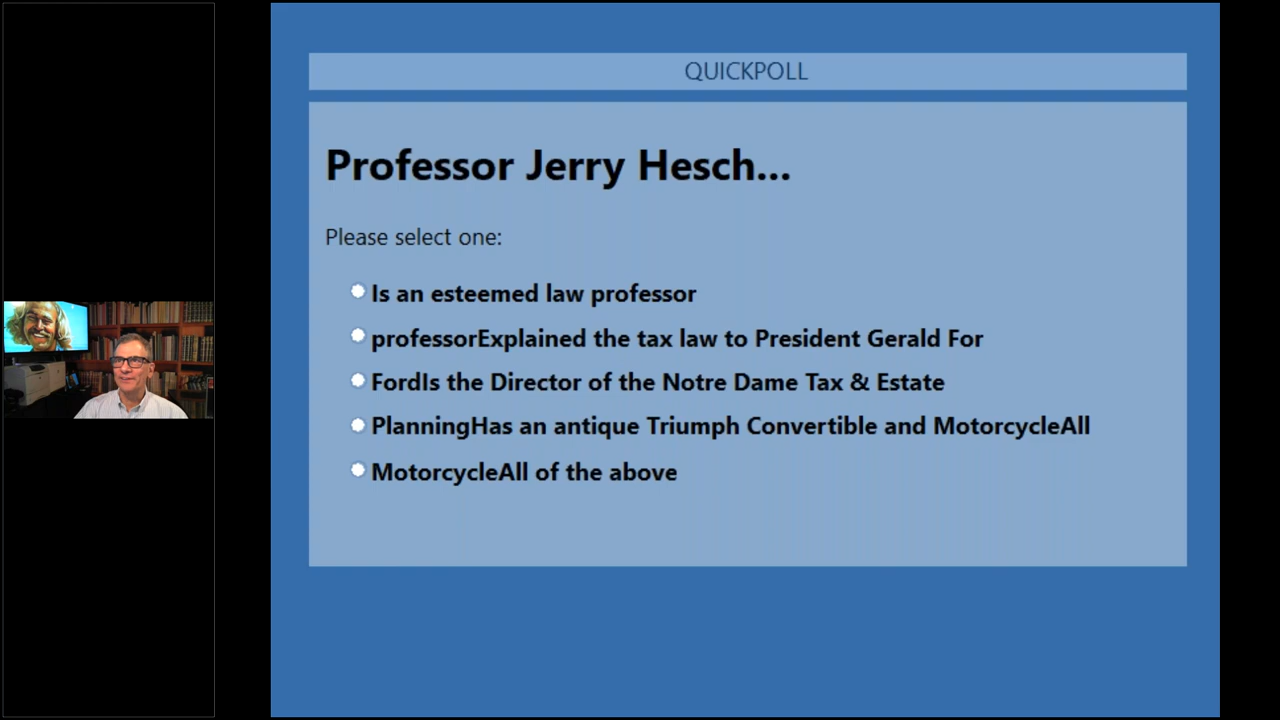 QUICKPOLL
Professor Jerry Hesch...
Please select one:
Is an esteemed law professor
professorExplained the tax law to President Gerald For
FordIs the Director of the Notre Dame Tax & Estate
PlanningHas an antique Triumph Convertible and MotorcycleAll
MotorcycleAll of the above